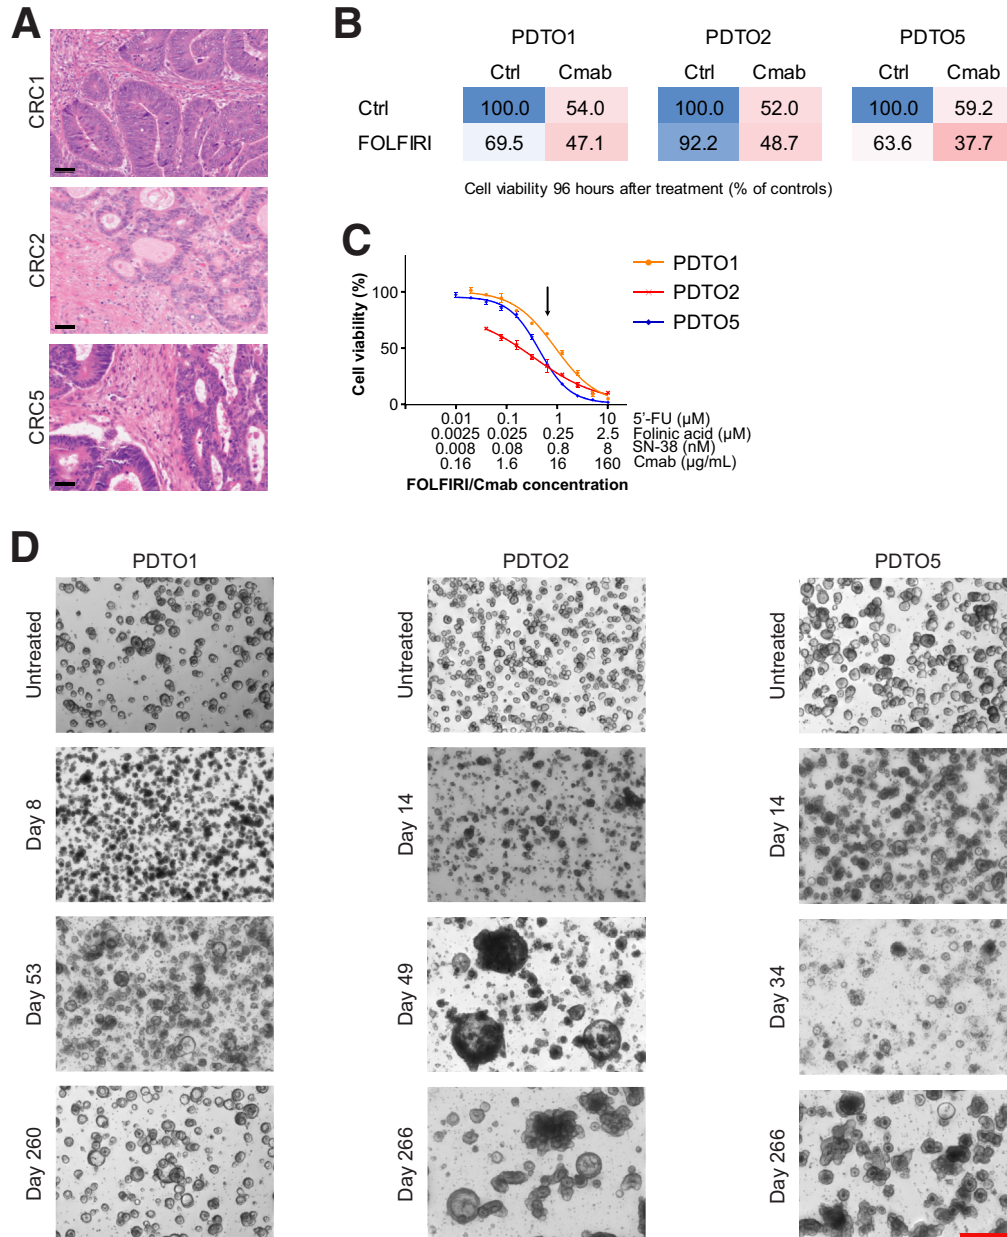 A
CRC1
CRC2
CRC5
B
PDTO1 PDTO2 PDTO5
Ctrl Cmab Ctrl Cmab Ctrl Cmab
Ctrl 100.0 54.0 100.0 52.0 100.0 59.2
FOLFIRI 69.5 47.1 92.2 48.7 63.6 37.7
Cell viability 96 hours after treatment (% of controls)
C
Cell viability (%)
100
50
0
PDTO1
PDTO2
PDTO5
0.01 0.1 1 10 5'-FU (µM)
0.0025 0.025 0.25 2.5 Folinic acid (µM)
0.008 0.08 0.8 8 SN-38 (nM)
0.16 1.6 16 160 Cmab (µg/mL)
FOLFIRI/Cmab concentration
D
PDTO1 PDTO2 PDTO5
Untreated Untreated Untreated
Day 8 Day 14 Day 14
Day 53 Day 49 Day 34
Day 260 Day 266 Day 266